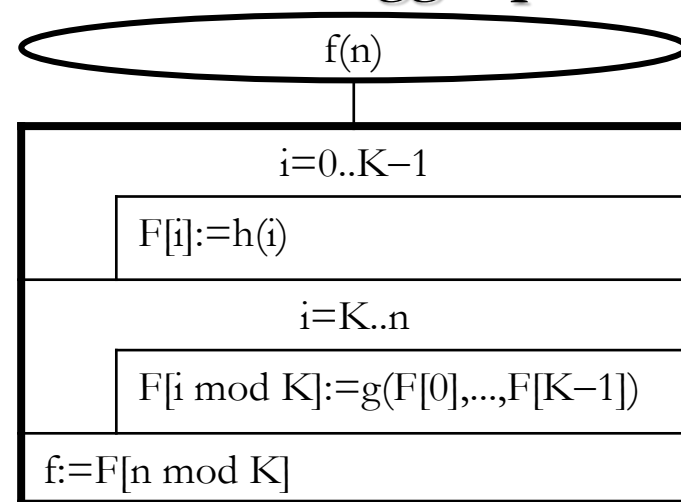 f(n)
i=0..K−1
F[i]:=h(i)
i=K..n
F[i mod K]:=g(F[0],...,F[K−1])
f:=F[n mod K]